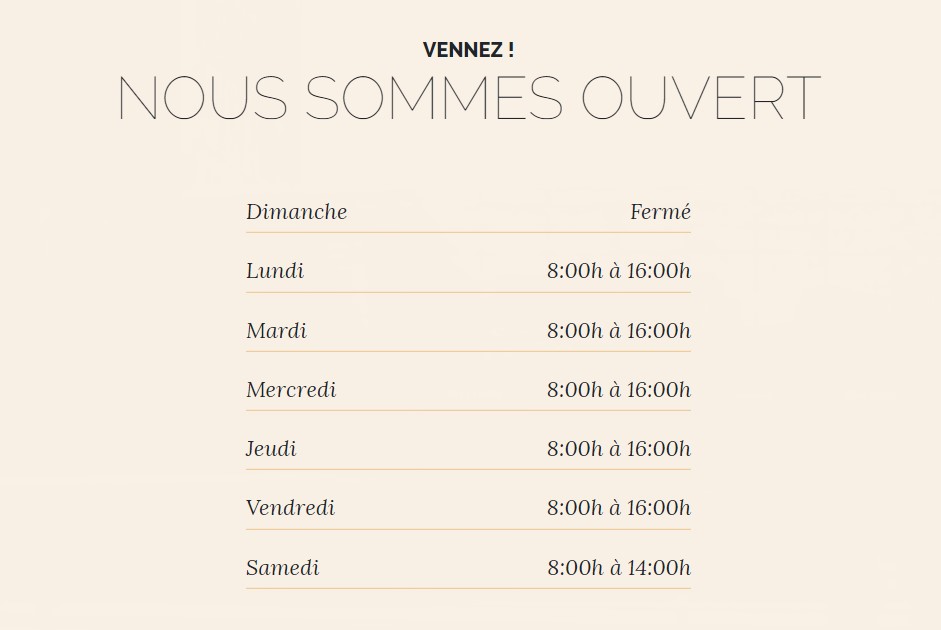 VENNEZ !
NOUS SOMMES OUVERT
Dimanche Fermé
Lundi 8:00h à 16:00h
Mardi 8:00h à 16:00h
Mercredi 8:00h à 16:00h
Jeudi 8:00h à 16:00h
Vendredi 8:00h à 16:00h
Samedi 8:00h à 14:00h